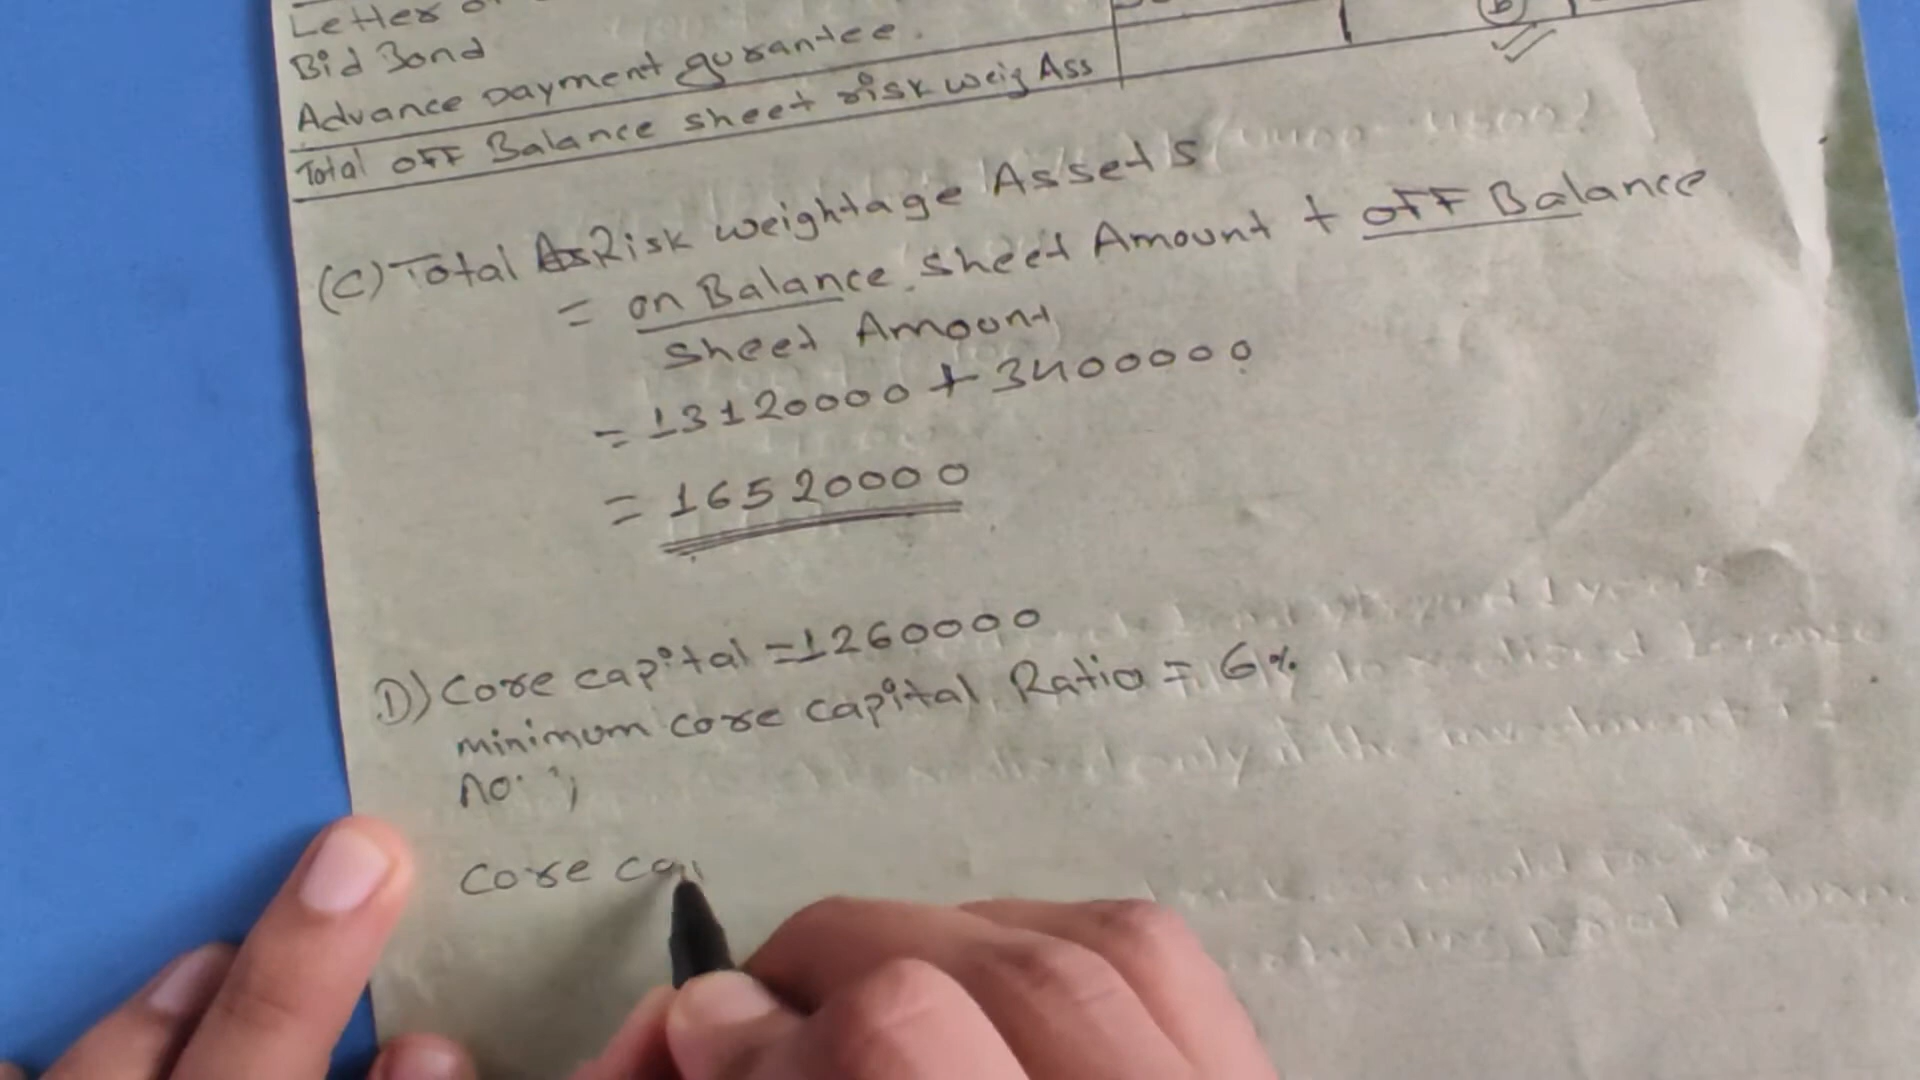 Letter o
Bid Bond
Advance payment gurantee.
Total OFF Balance sheet risk weig Ass
(C) Total Risk weightage Assets
= on Balance sheet Amount + OFF Balance
sheet Amount
= 13120000 + 3400000
= 16520000
D) Core capital = 1260000
minimum core capital Ratio = 6%
no.;
Core cap